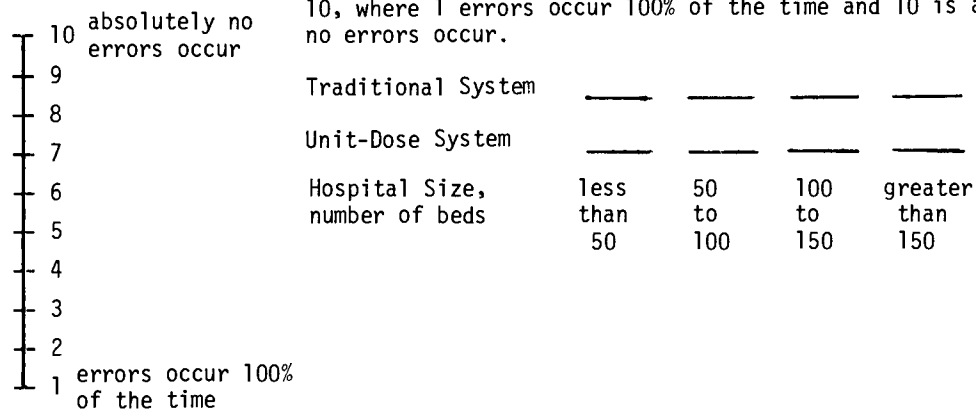 10, where 1 errors occur 100% of the time and 10 is a
no errors occur.
10 absolutely no
errors occur
9
8
7
6
5
4
3
2
1 errors occur 100%
of the time
Traditional System
Unit-Dose System
Hospital Size, less 50 100 greater
number of beds than to to than
50 100 150 150